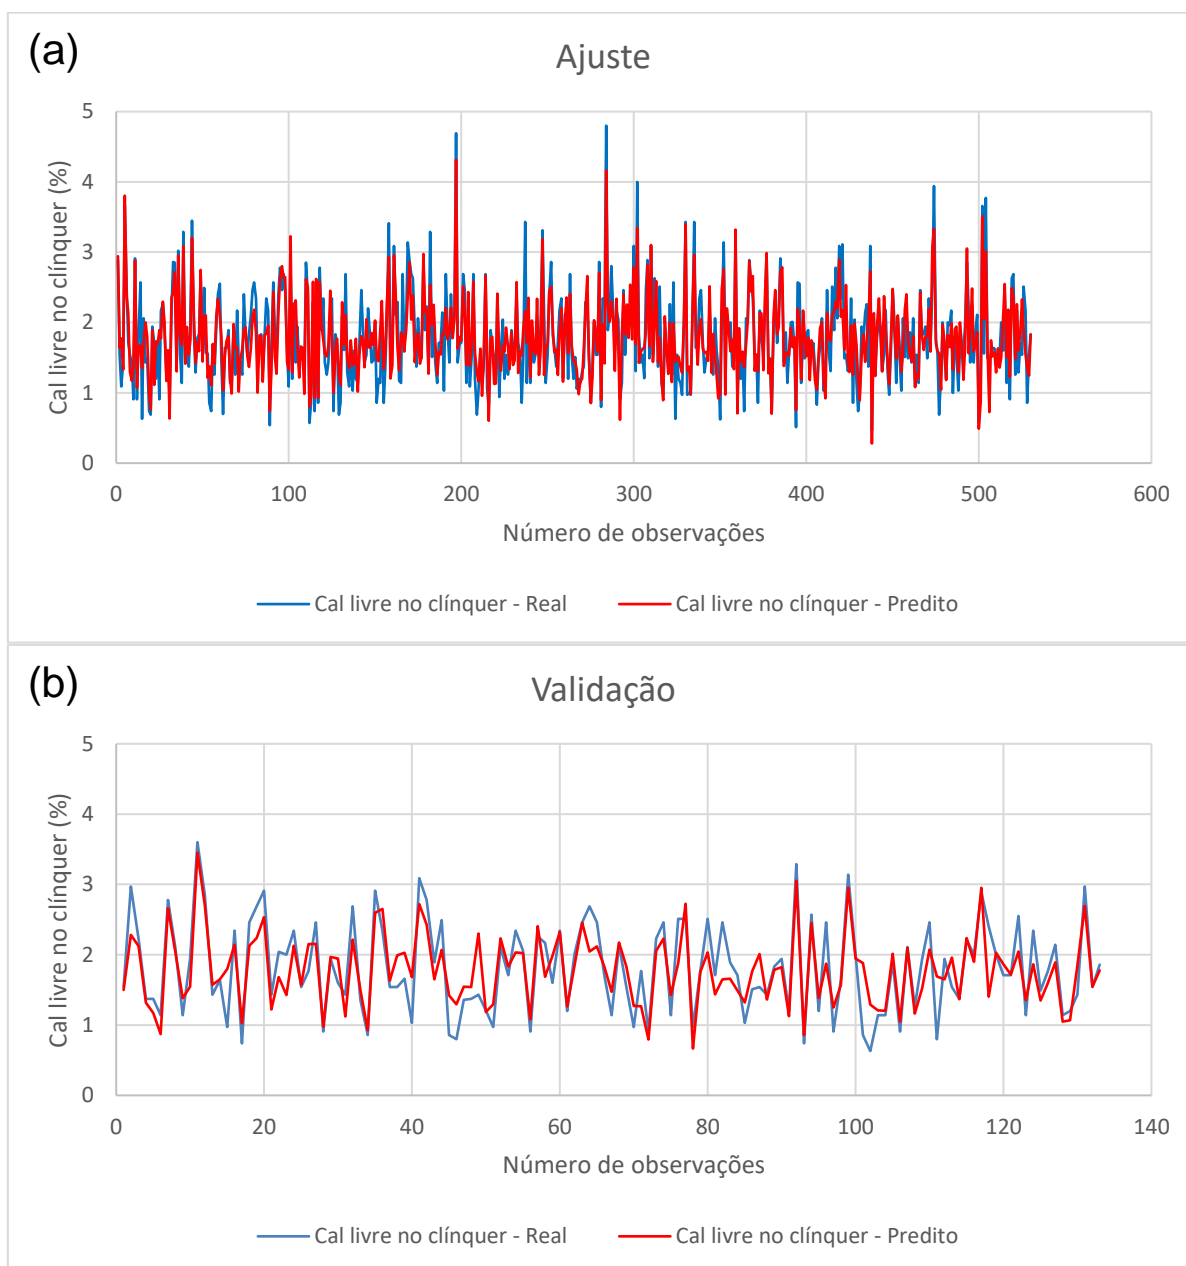 (a)
Ajuste
Cal livre no clínquer (%)
5
4
3
2
1
0
0 100 200 300 400 500 600
Número de observações
Cal livre no clínquer - Real Cal livre no clínquer - Predito
(b)
Validação
Cal livre no clínquer (%)
5
4
3
2
1
0
0 20 40 60 80 100 120 140
Número de observações
Cal livre no clínquer - Real Cal livre no clínquer - Predito